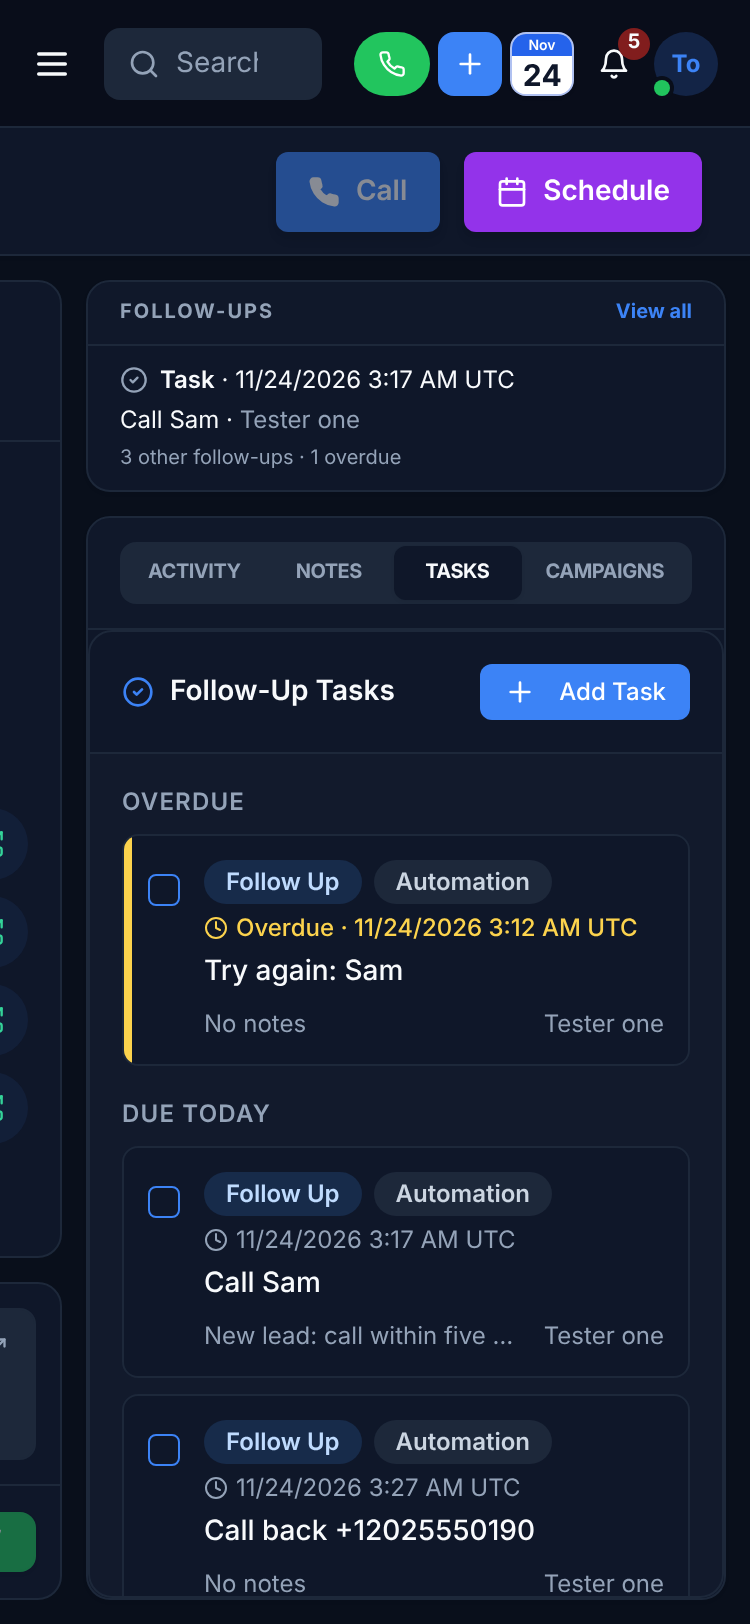 Search
Nov
24
5
To
Call
Schedule
FOLLOW-UPS
View all
Task · 11/24/2026 3:17 AM UTC
Call Sam · Tester one
3 other follow-ups · 1 overdue
ACTIVITY
NOTES
TASKS
CAMPAIGNS
Follow-Up Tasks
Add Task
OVERDUE
Follow Up
Automation
Overdue · 11/24/2026 3:12 AM UTC
Try again: Sam
No notes
Tester one
DUE TODAY
Follow Up
Automation
11/24/2026 3:17 AM UTC
Call Sam
New lead: call within five ...
Tester one
Follow Up
Automation
11/24/2026 3:27 AM UTC
Call back +12025550190
No notes
Tester one